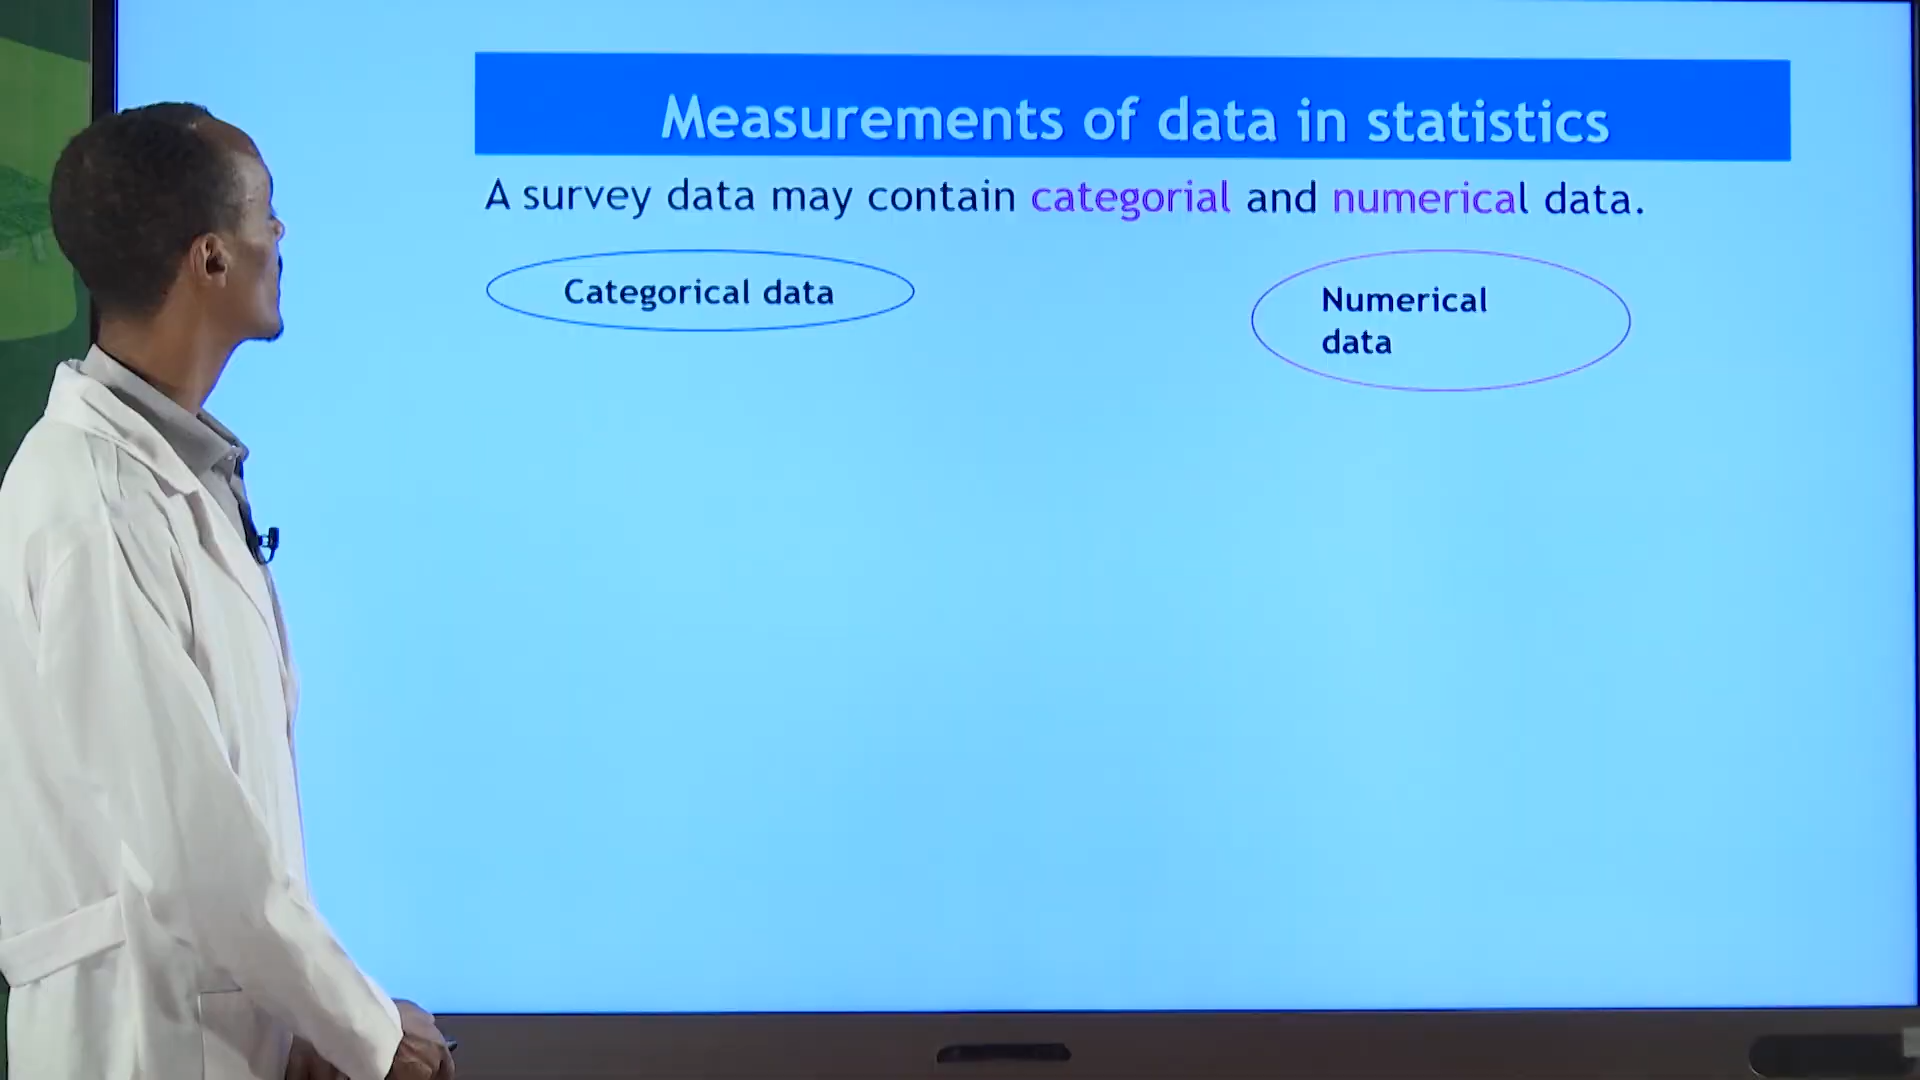 Measurements of data in statistics
A survey data may contain categorial and numerical data.
Categorical data
Numerical
data